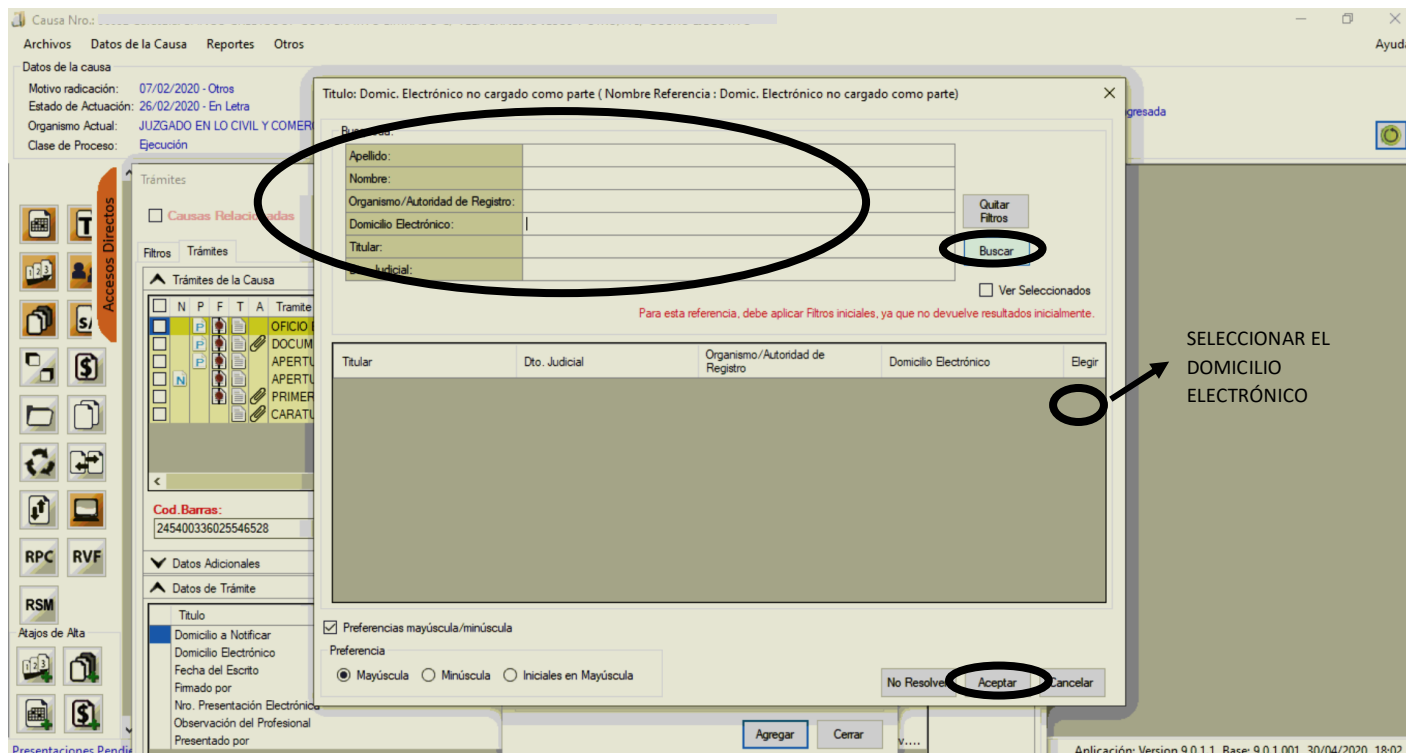 Causa Nro.:
Archivos Datos de la Causa Reportes Otros
Ayuda
Datos de la causa
Motivo radicación: 07/02/2020 - Otros
Estado de Actuación: 26/02/2020 - En Letra
Organismo Actual: JUZGADO EN LO CIVIL Y COMER
Clase de Proceso: Ejecución
gresada
Accesos Directos
RPC RVF
RSM
Atajos de Alta
Presentaciones Pendie
Trámites
Causas Relacionadas
Filtros Trámites
Trámites de la Causa
N P F T A Tramite
P OFICIO E
P DOCUM
P APERTU
N APERTU
PRIMER
CARATU
Cod.Barras:
245400336025546528
Datos Adicionales
Datos de Trámite
Titulo
Domicilio a Notificar
Domicilio Electrónico
Fecha del Escrito
Firmado por
Nro. Presentación Electrónica
Observación del Profesional
Presentado por
Titulo: Domic. Electrónico no cargado como parte ( Nombre Referencia : Domic. Electrónico no cargado como parte)
Apellido:
Nombre:
Organismo/Autoridad de Registro:
Domicilio Electrónico:
Titular:
Judicial:
Quitar Filtros
Buscar
Ver Seleccionados
Para esta referencia, debe aplicar Filtros iniciales, ya que no devuelve resultados inicialmente.
Titular Dto. Judicial Organismo/Autoridad de Registro Domicilio Electrónico Elegir
Preferencias mayúscula/minúscula
Preferencia
Mayúscula Minúscula Iniciales en Mayúscula
No Resolver Aceptar Cancelar
Agregar Cerrar
v....
SELECCIONAR EL
DOMICILIO
ELECTRÓNICO
Aplicación: Version 9.0.1.1 Base: 9.0.1.001 30/04/2020 18:02